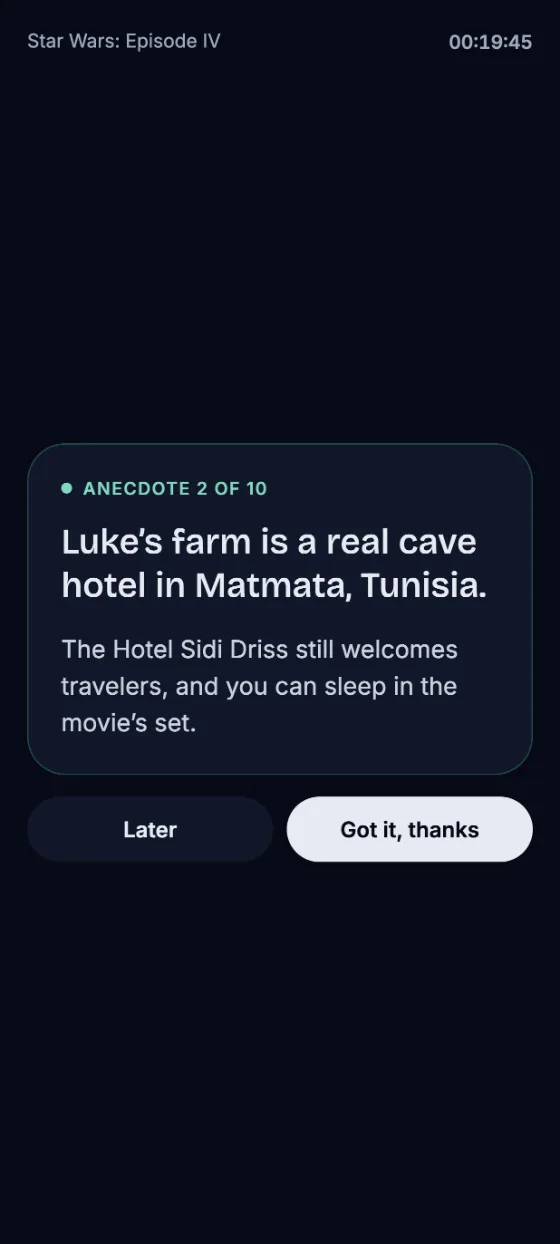 Star Wars: Episode IV
00:19:45
ANECDOTE 2 OF 10
Luke’s farm is a real cave
hotel in Matmata, Tunisia.
The Hotel Sidi Driss still welcomes
travelers, and you can sleep in the
movie’s set.
Later
Got it, thanks